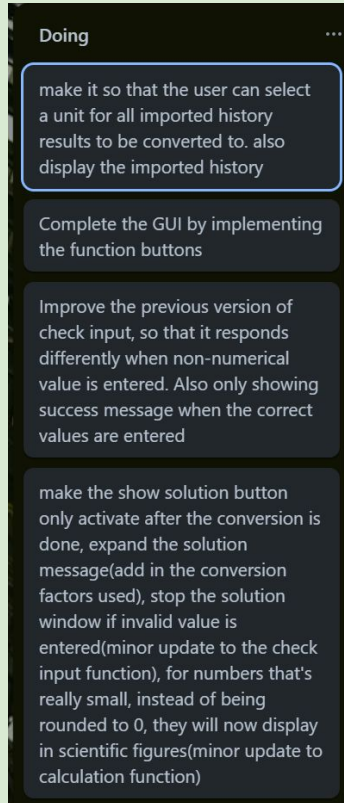 Doing
make it so that the user can select
a unit for all imported history
results to be converted to. also
display the imported history
Complete the GUI by implementing
the function buttons
Improve the previous version of
check input, so that it responds
differently when non-numerical
value is entered. Also only showing
success message when the correct
values are entered
make the show solution button
only activate after the conversion is
done, expand the solution
message(add in the conversion
factors used), stop the solution
window if invalid value is
entered(minor update to the check
input function), for numbers that's
really small, instead of being
rounded to 0, they will now display
in scientific figures(minor update to
calculation function)